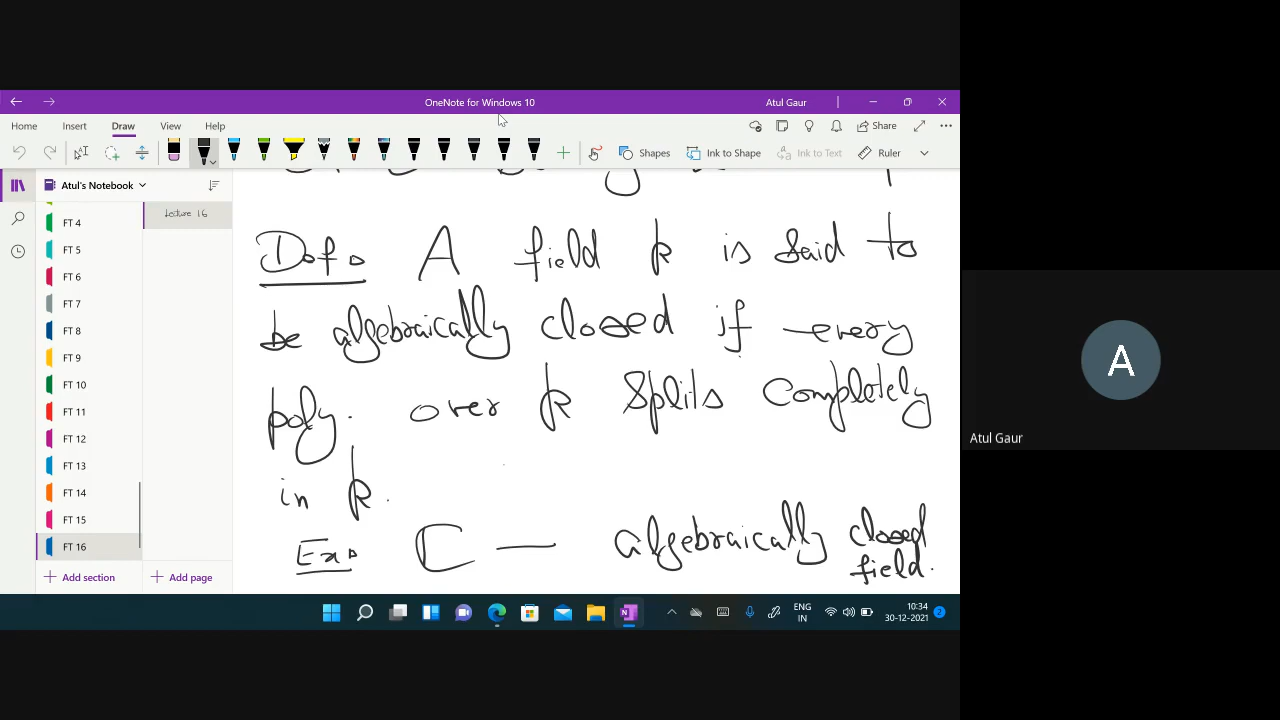 OneNote for Windows 10
Atul Gaur
Home Insert Draw View Help
Share
Shapes Ink to Shape Ink to Text Ruler
Atul's Notebook
Lecture 16
FT 4
FT 5
FT 6
FT 7
FT 8
FT 9
FT 10
FT 11
FT 12
FT 13
FT 14
FT 15
FT 16
Add section Add page
Def: A field k is said to
be algebraically closed if every
poly. over k splits completely
in k.
Ex: ℂ — algebraically closed
field.
A
Atul Gaur
ENG
IN
10:34
30-12-2021
2